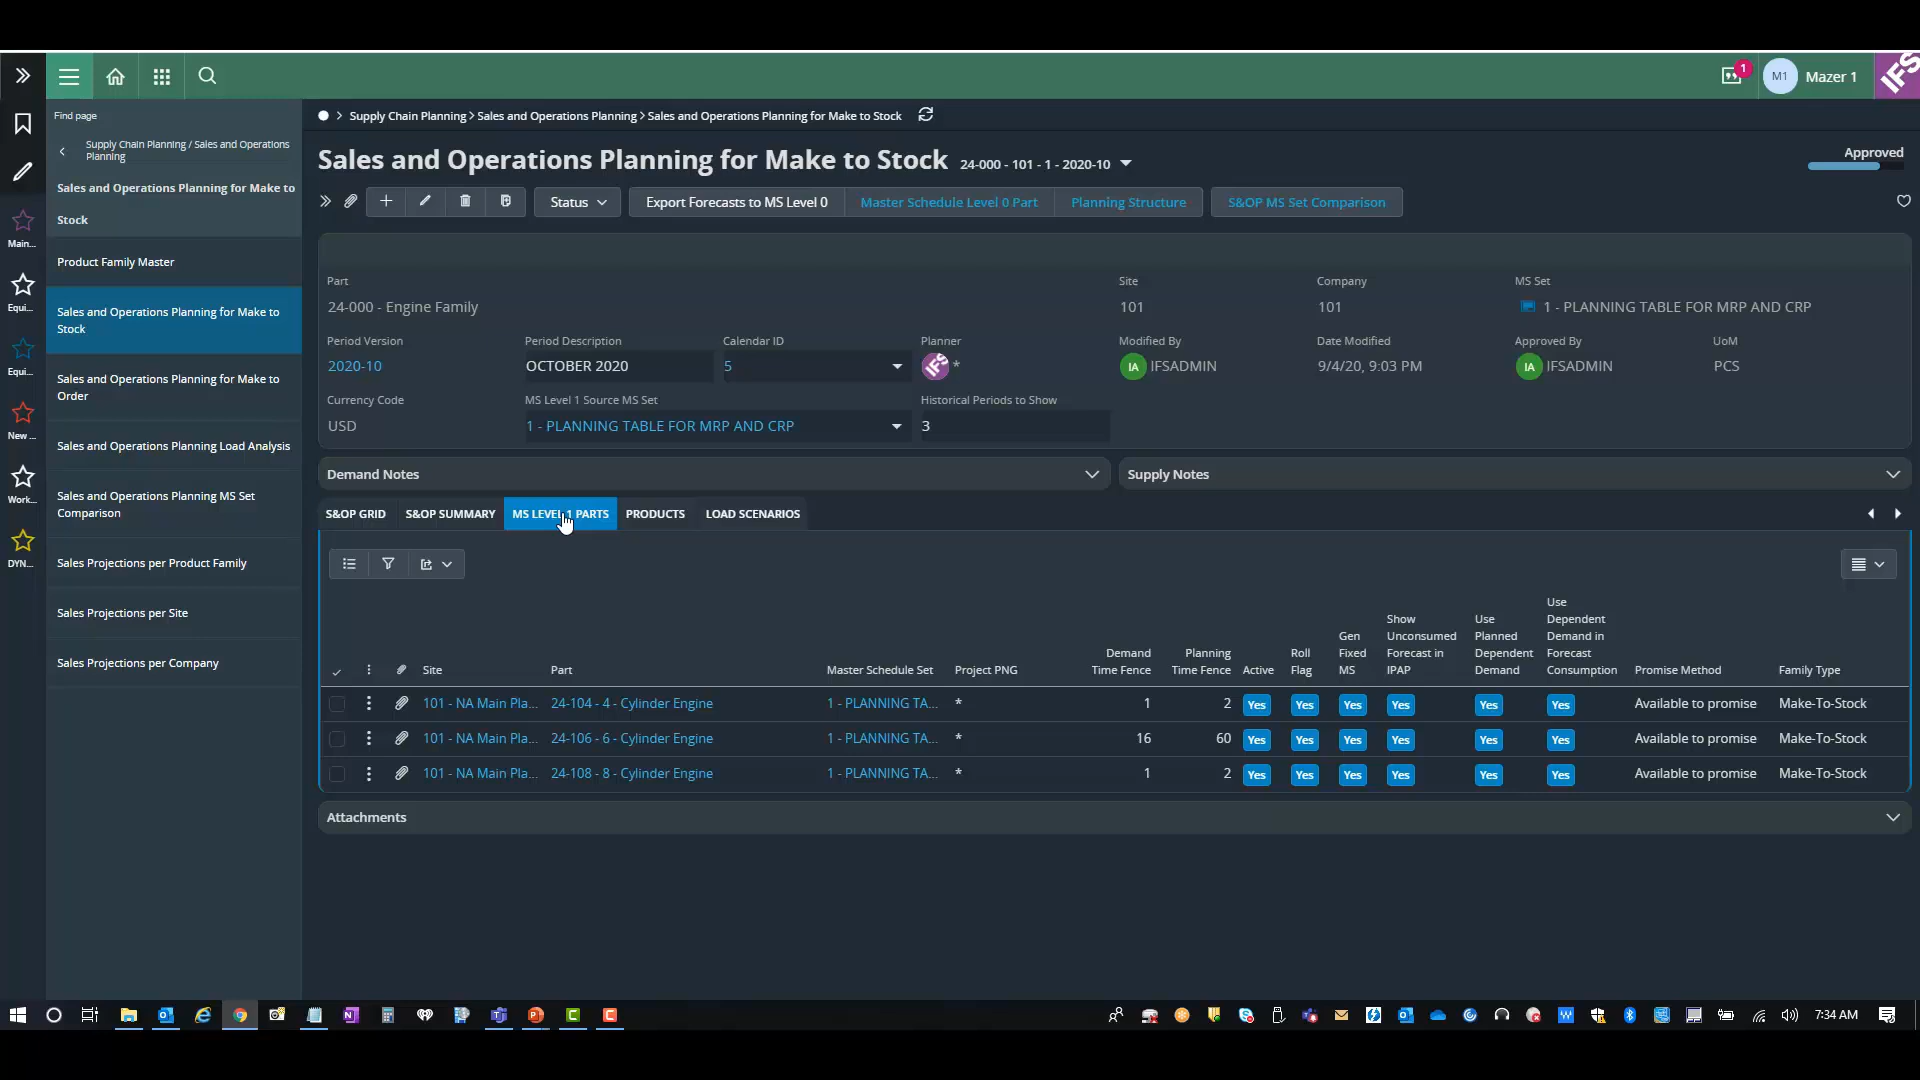 1
M1
Mazer 1
IFS
Find page
Supply Chain Planning / Sales and Operations
Planning
Sales and Operations Planning for Make to
Stock
Product Family Master
Sales and Operations Planning for Make to
Stock
Sales and Operations Planning for Make to
Order
Sales and Operations Planning Load Analysis
Sales and Operations Planning MS Set
Comparison
Sales Projections per Product Family
Sales Projections per Site
Sales Projections per Company
Main...
Equi...
Equi...
New ...
Work...
DYN...
Supply Chain Planning > Sales and Operations Planning > Sales and Operations Planning for Make to Stock
Sales and Operations Planning for Make to Stock 24-000 - 101 - 1 - 2020-10
Approved
Status
Export Forecasts to MS Level 0
Master Schedule Level 0 Part
Planning Structure
S&OP MS Set Comparison
Part
Site
Company
MS Set
24-000 - Engine Family
101
101
1 - PLANNING TABLE FOR MRP AND CRP
Period Version
Period Description
Calendar ID
Planner
Modified By
Date Modified
Approved By
UoM
2020-10
OCTOBER 2020
5
IFS *
IA IFSADMIN
9/4/20, 9:03 PM
IA IFSADMIN
PCS
Currency Code
MS Level 1 Source MS Set
Historical Periods to Show
USD
1 - PLANNING TABLE FOR MRP AND CRP
3
Demand Notes
Supply Notes
S&OP GRID
S&OP SUMMARY
MS LEVEL 1 PARTS
PRODUCTS
LOAD SCENARIOS
Site
Part
Master Schedule Set
Project PNG
Demand
Time Fence
Planning
Time Fence
Active
Roll
Flag
Gen
Fixed
MS
Show
Unconsumed
Forecast in
IPAP
Use
Planned
Dependent
Demand
Use
Dependent
Demand in
Forecast
Consumption
Promise Method
Family Type
101 - NA Main Pla... 24-104 - 4 - Cylinder Engine 1 - PLANNING TA... * 1 2 Yes Yes Yes Yes Yes Yes Available to promise Make-To-Stock
101 - NA Main Pla... 24-106 - 6 - Cylinder Engine 1 - PLANNING TA... * 16 60 Yes Yes Yes Yes Yes Yes Available to promise Make-To-Stock
101 - NA Main Pla... 24-108 - 8 - Cylinder Engine 1 - PLANNING TA... * 1 2 Yes Yes Yes Yes Yes Yes Available to promise Make-To-Stock
Attachments
7:34 AM